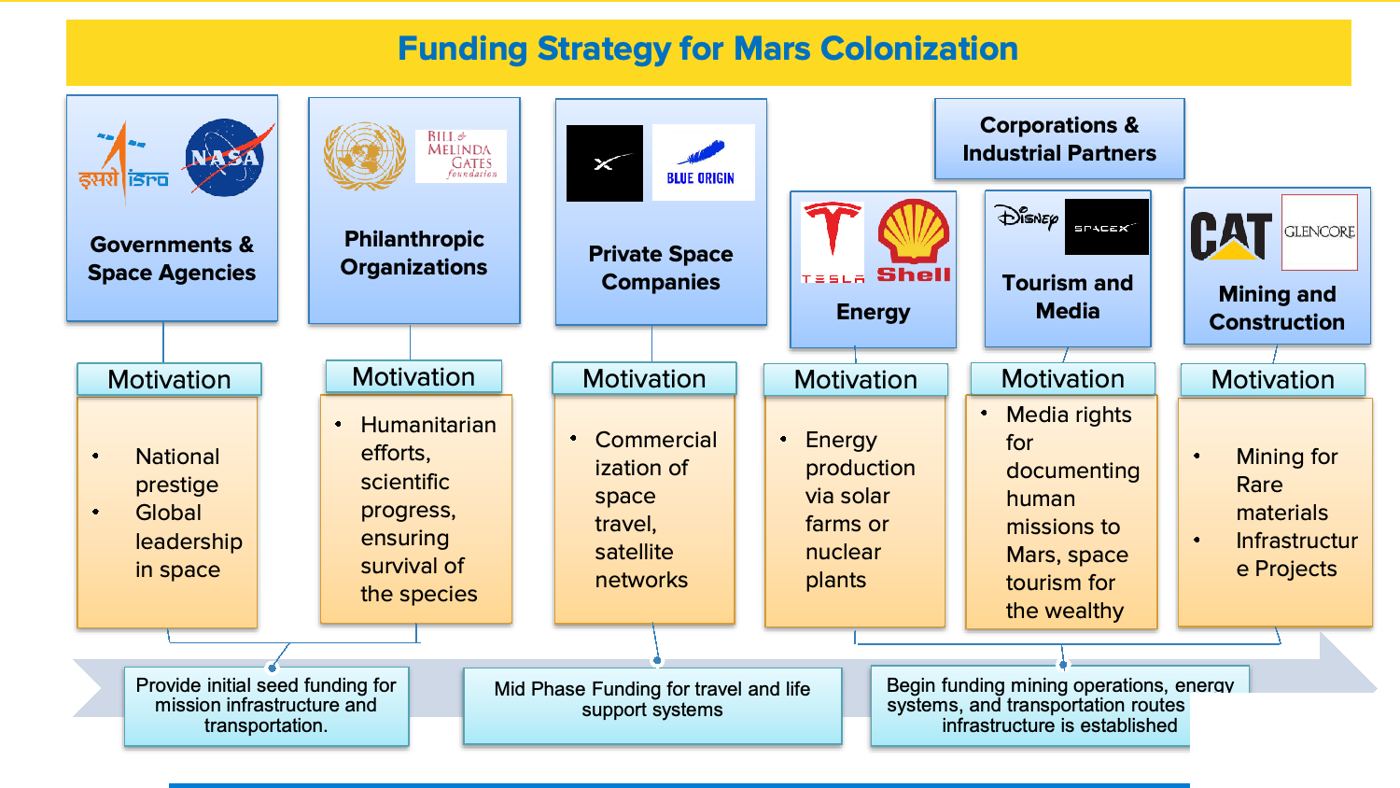 Funding Strategy for Mars Colonization
इसरो isro
NASA
Governments &
Space Agencies
BILL &
MELINDA
GATES
foundation
Philanthropic
Organizations
X
BLUE ORIGIN
Private Space
Companies
Corporations &
Industrial Partners
TESLA
Shell
Energy
Disney
SPACEX
Tourism and
Media
CAT
GLENCORE
Mining and
Construction
Motivation
• National
prestige
• Global
leadership
in space
Motivation
• Humanitarian
efforts,
scientific
progress,
ensuring
survival of
the species
Motivation
• Commercial
ization of
space
travel,
satellite
networks
Motivation
• Energy
production
via solar
farms or
nuclear
plants
Motivation
• Media rights
for
documenting
human
missions to
Mars, space
tourism for
the wealthy
Motivation
• Mining for
Rare
materials
• Infrastructur
e Projects
Provide initial seed funding for
mission infrastructure and
transportation.
Mid Phase Funding for travel and life
support systems
Begin funding mining operations, energy
systems, and transportation routes
infrastructure is established